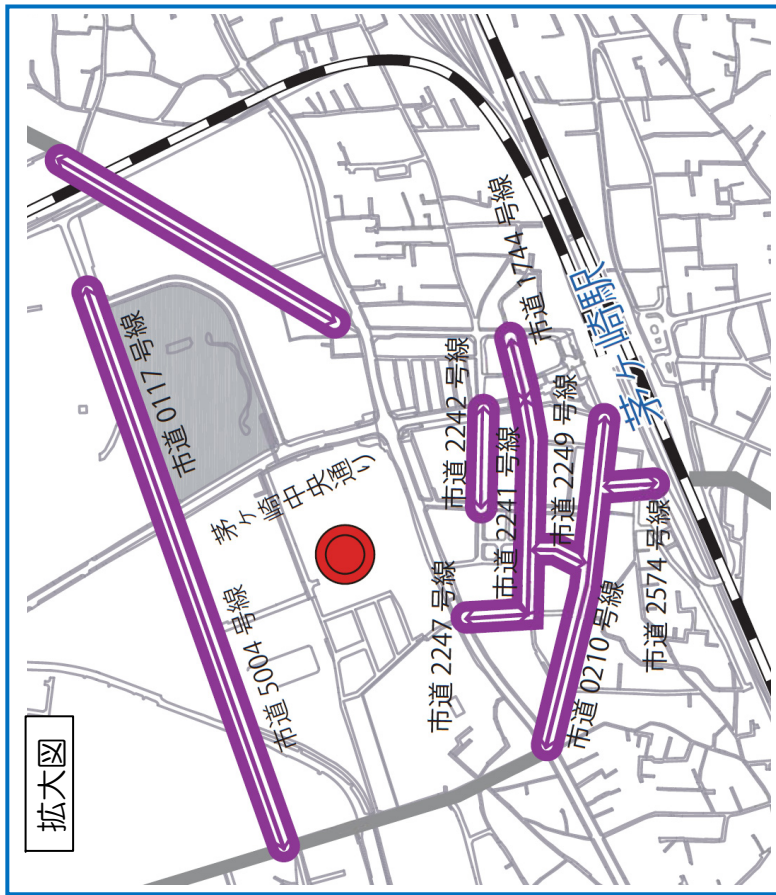 拡大図
市道 0117 号線
市道 5004 号線
茅ケ崎中央通り
市道 1744 号線
市道 2242 号線
市道 2241 号線
市道 2249 号線
市道 2247 号線
市道 0210 号線
市道 2574 号線
茅ケ崎駅